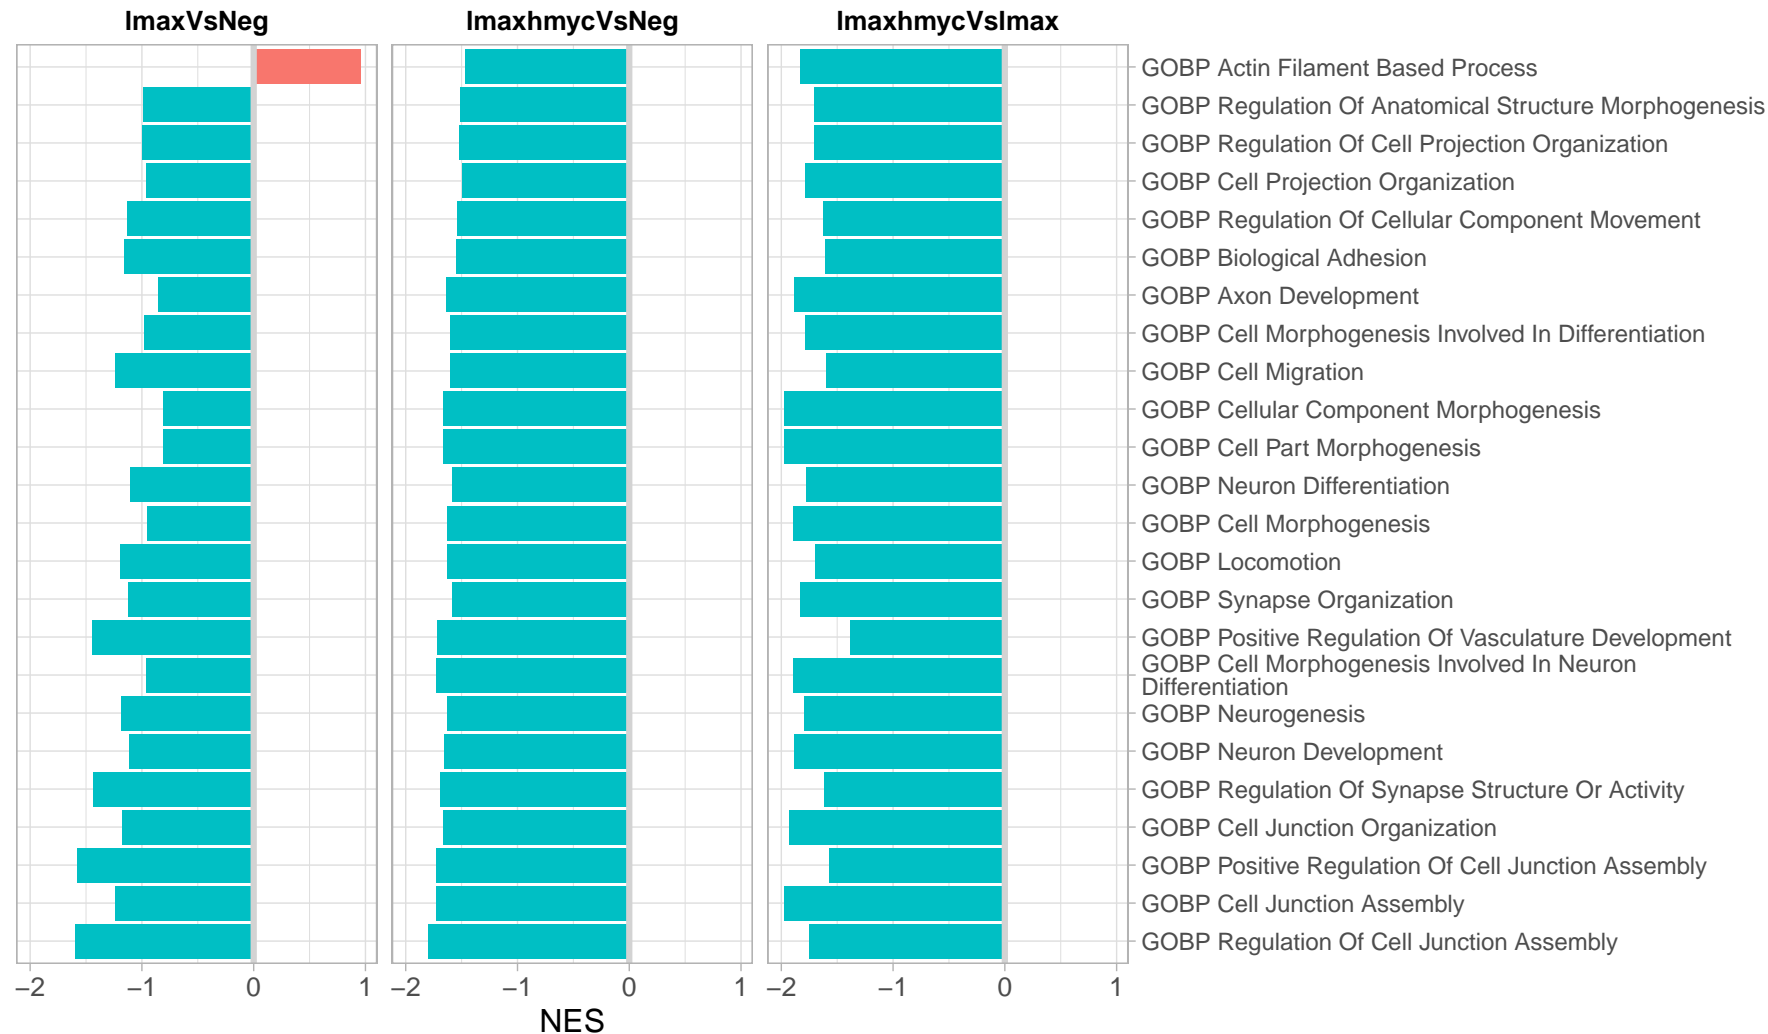 lmaxVsNeg
lmaxhmycVsNeg
lmaxhmycVslmax
GOBP Actin Filament Based Process
GOBP Regulation Of Anatomical Structure Morphogenesis
GOBP Regulation Of Cell Projection Organization
GOBP Cell Projection Organization
GOBP Regulation Of Cellular Component Movement
GOBP Biological Adhesion
GOBP Axon Development
GOBP Cell Morphogenesis Involved In Differentiation
GOBP Cell Migration
GOBP Cellular Component Morphogenesis
GOBP Cell Part Morphogenesis
GOBP Neuron Differentiation
GOBP Cell Morphogenesis
GOBP Locomotion
GOBP Synapse Organization
GOBP Positive Regulation Of Vasculature Development
GOBP Cell Morphogenesis Involved In Neuron
Differentiation
GOBP Neurogenesis
GOBP Neuron Development
GOBP Regulation Of Synapse Structure Or Activity
GOBP Cell Junction Organization
GOBP Positive Regulation Of Cell Junction Assembly
GOBP Cell Junction Assembly
GOBP Regulation Of Cell Junction Assembly
−2 −1 0 1
−2 −1 0 1
−2 −1 0 1
NES